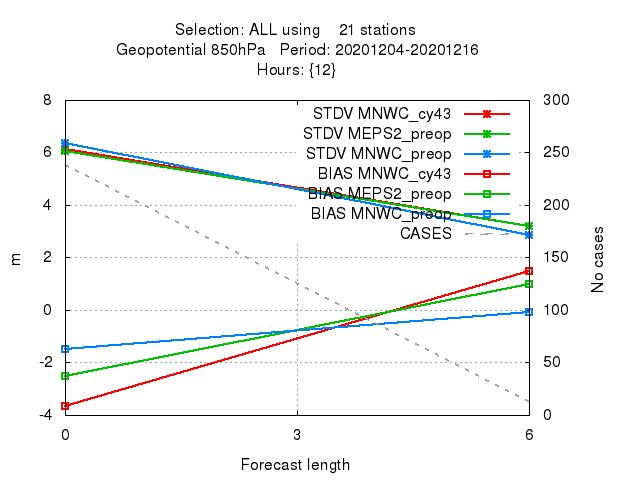 Selection: ALL using 21 stations
Geopotential 850hPa Period: 20201204-20201216
Hours: {12}
8 300
STDV MNWC_cy43
STDV MEPS2_preop
6 STDV MNWC_preop 250
BIAS MNWC_cy43
BIAS MEPS2_preop
4 200
BIAS MNWC_preop
CASES
2 150
m No cases
0 100
-2 50
-4 0
0 3 6
Forecast length